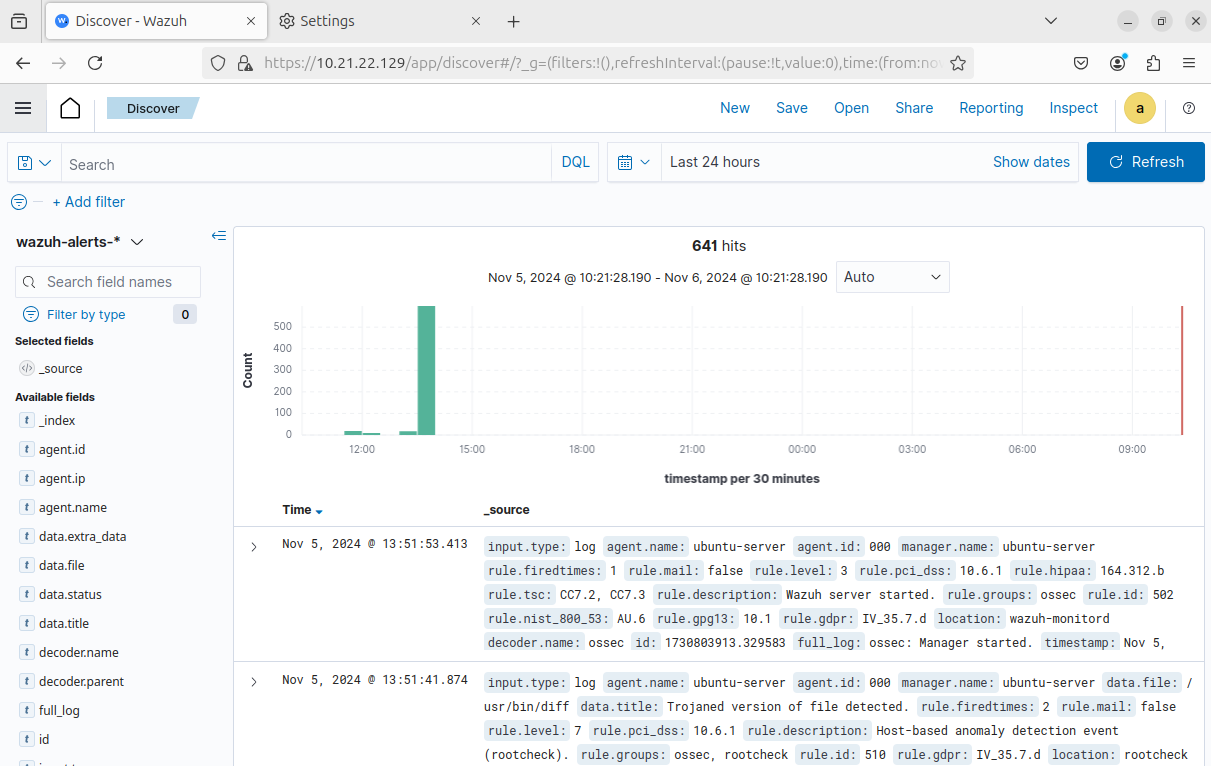 Discover - Wazuh
Settings
https://10.21.22.129/app/discover#/?_g=(filters:!(),refreshInterval:(pause:!t,value:0),time:(from:no
Discover
New Save Open Share Reporting Inspect a
Search DQL Last 24 hours Show dates Refresh
+ Add filter
wazuh-alerts-*
Search field names
Filter by type 0
Selected fields
_source
Available fields
t _index
t agent.id
t agent.ip
t agent.name
t data.extra_data
t data.file
t data.status
t data.title
t decoder.name
t decoder.parent
t full_log
t id
641 hits
Nov 5, 2024 @ 10:21:28.190 - Nov 6, 2024 @ 10:21:28.190 Auto
Count
500
400
300
200
100
0
12:00 15:00 18:00 21:00 00:00 03:00 06:00 09:00
timestamp per 30 minutes
Time _source
Nov 5, 2024 @ 13:51:53.413
input.type: log agent.name: ubuntu-server agent.id: 000 manager.name: ubuntu-server
rule.firedtimes: 1 rule.mail: false rule.level: 3 rule.pci_dss: 10.6.1 rule.hipaa: 164.312.b
rule.tsc: CC7.2, CC7.3 rule.description: Wazuh server started. rule.groups: ossec rule.id: 502
rule.nist_800_53: AU.6 rule.gpg13: 10.1 rule.gdpr: IV_35.7.d location: wazuh-monitord
decoder.name: ossec id: 1730803913.329583 full_log: ossec: Manager started. timestamp: Nov 5,
Nov 5, 2024 @ 13:51:41.874
input.type: log agent.name: ubuntu-server agent.id: 000 manager.name: ubuntu-server data.file: /
usr/bin/diff data.title: Trojaned version of file detected. rule.firedtimes: 2 rule.mail: false
rule.level: 7 rule.pci_dss: 10.6.1 rule.description: Host-based anomaly detection event
(rootcheck). rule.groups: ossec, rootcheck rule.id: 510 rule.gdpr: IV_35.7.d location: rootcheck